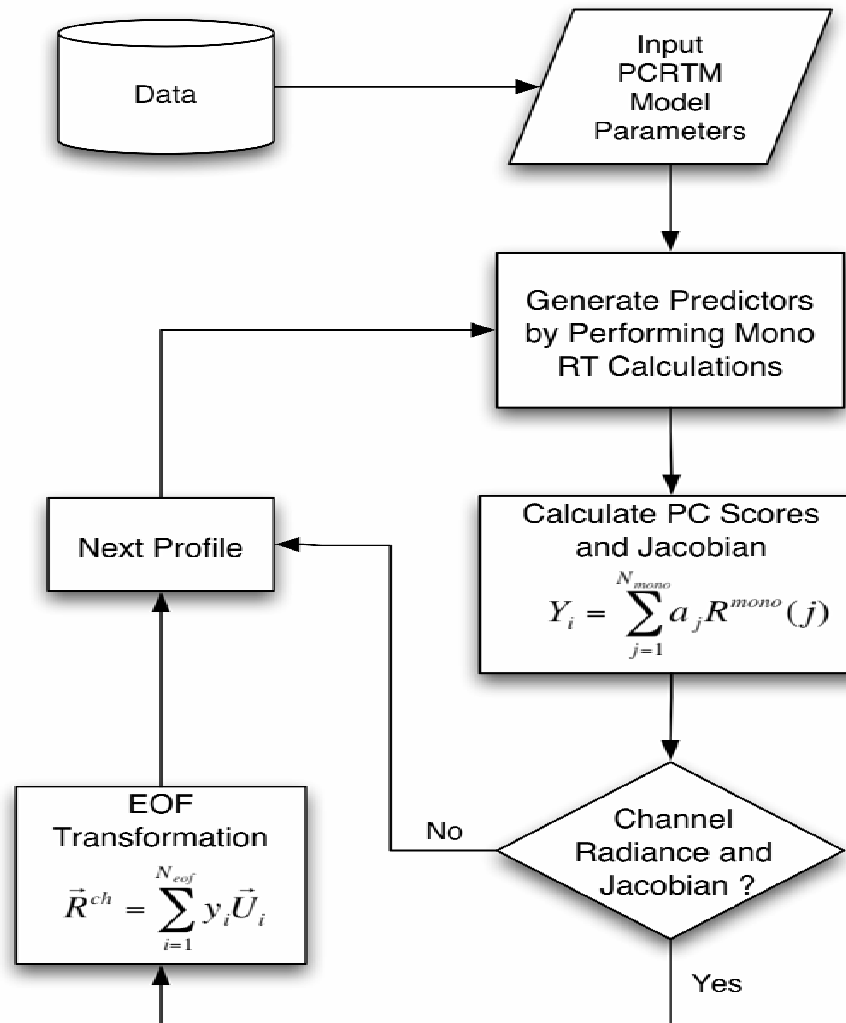 Data
Input
PCRTM
Model
Parameters
Generate Predictors
by Performing Mono
RT Calculations
Calculate PC Scores
and Jacobian
Y_i = \sum_{j=1}^{N_{mono}} a_j R^{mono}(j)
Next Profile
Channel
Radiance and
Jacobian ?
No
Yes
EOF
Transformation
\vec{R}^{ch} = \sum_{i=1}^{N_{eof}} y_i \vec{U}_i